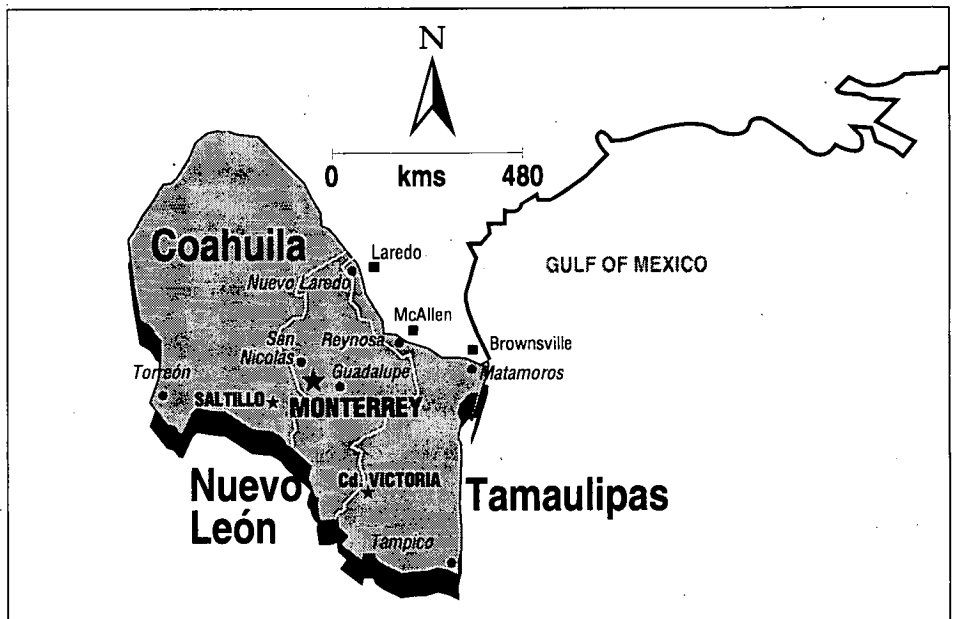 N
0 kms 480
Coahuila
Laredo
GULF OF MEXICO
Nuevo Laredo
McAllen
San
Nicolás
Reynosa
Brownsville
Torreón
Guadalupe
Matamoros
SALTILLO
MONTERREY
Nuevo
León
Cd. VICTORIA
Tamaulipas
Tampico